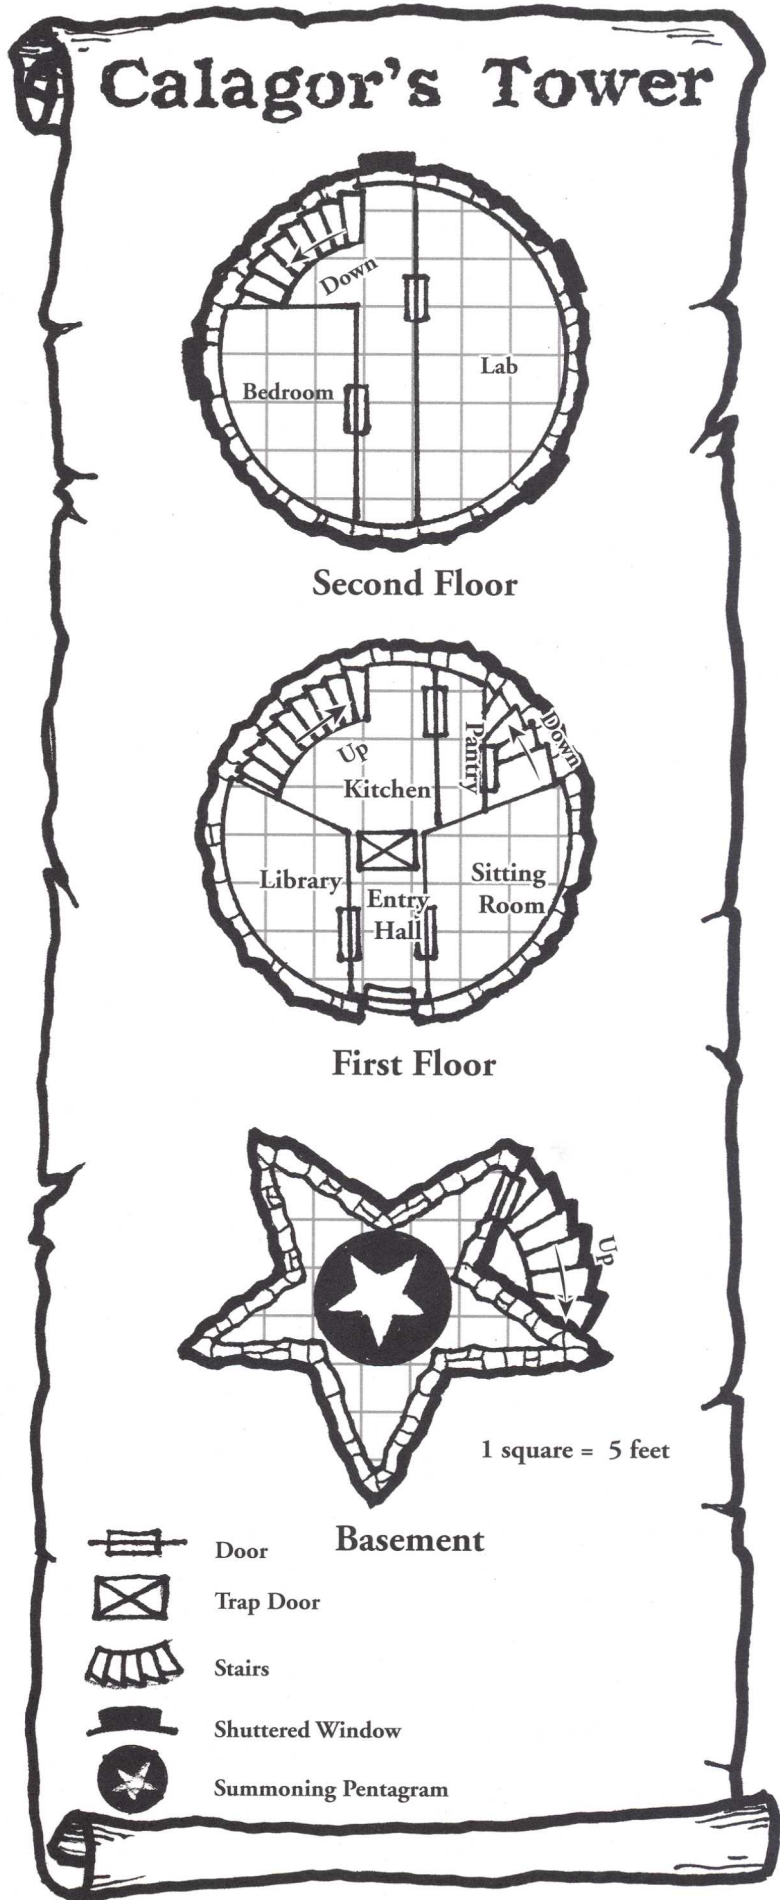 Calagor's Tower
Down
Lab
Bedroom
Second Floor
Down
Up
Pantry
Kitchen
Library
Sitting
Room
Entry
Hall
First Floor
Up
1 square = 5 feet
Basement
Door
Trap Door
Stairs
Shuttered Window
Summoning Pentagram